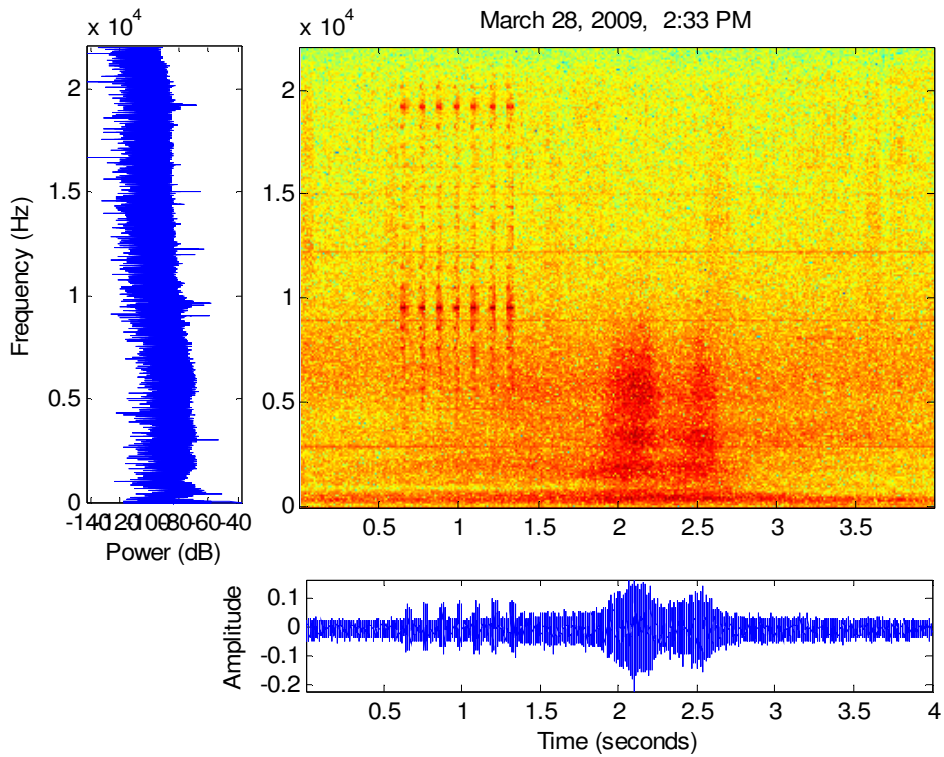 March 28, 2009, 2:33 PM
x 10^4
2
1.5
1
0.5
0
Frequency (Hz)
-140-120-100-80-60-40
Power (dB)
x 10^4
2
1.5
1
0.5
0
0.5 1 1.5 2 2.5 3 3.5
0.1
0
-0.1
-0.2
Amplitude
0.5 1 1.5 2 2.5 3 3.5 4
Time (seconds)